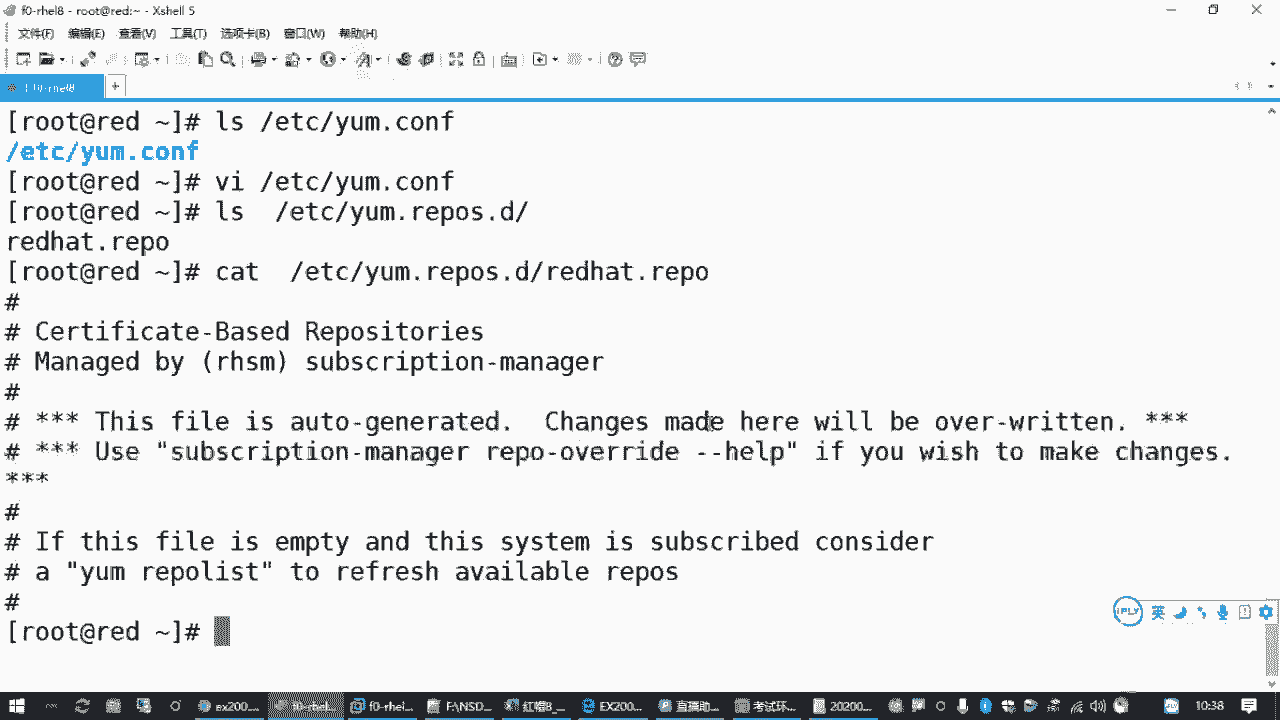 f0-rhel8 - root@red:~ - Xshell 5
文件(F) 编辑(E) 查看(V) 工具(T) 选项卡(B) 窗口(W) 帮助(H)
1 f0-rhel8
[root@red ~]# ls /etc/yum.conf
/etc/yum.conf
[root@red ~]# vi /etc/yum.conf
[root@red ~]# ls  /etc/yum.repos.d/
redhat.repo
[root@red ~]# cat  /etc/yum.repos.d/redhat.repo
#
# Certificate-Based Repositories
# Managed by (rhsm) subscription-manager
#
# *** This file is auto-generated.  Changes made here will be over-written. ***
# *** Use "subscription-manager repo-override --help" if you wish to make changes.
***
#
# If this file is empty and this system is subscribed consider
# a "yum repolist" to refresh available repos
#
[root@red ~]#
iFLY 英
ex200... f0-rhel... f0-rhel... F:\NSD... 红帽8_... EX200... 直播助... 考试环... 20200... 10:38